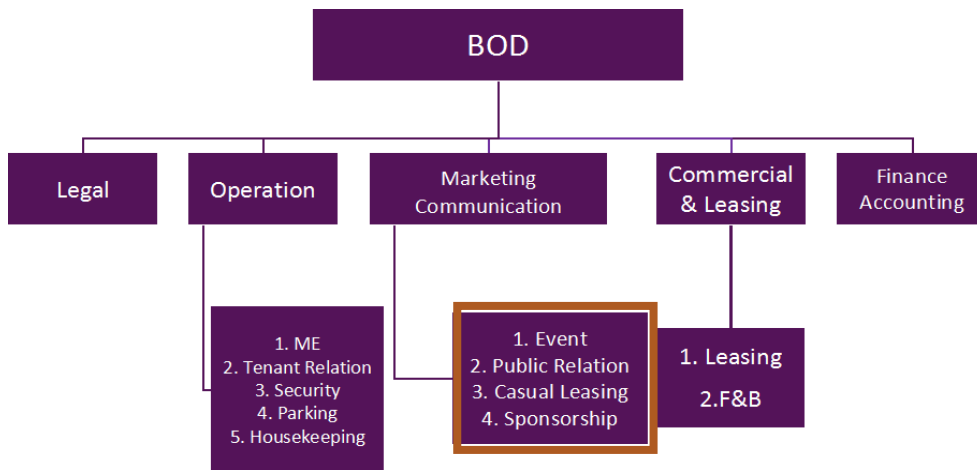 BOD
Legal
Operation
Marketing
Communication
Commercial
& Leasing
Finance
Accounting
1. ME
2. Tenant Relation
3. Security
4. Parking
5. Housekeeping
1. Event
2. Public Relation
3. Casual Leasing
4. Sponsorship
1. Leasing
2.F&B